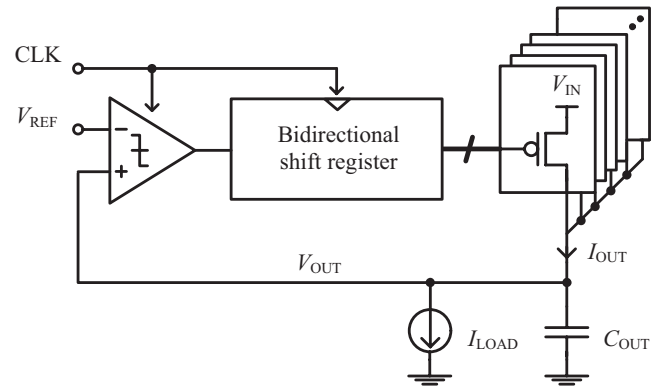 CLK
V_REF
−
+
Bidirectional
shift register
V_IN
V_OUT
I_OUT
I_LOAD
C_OUT